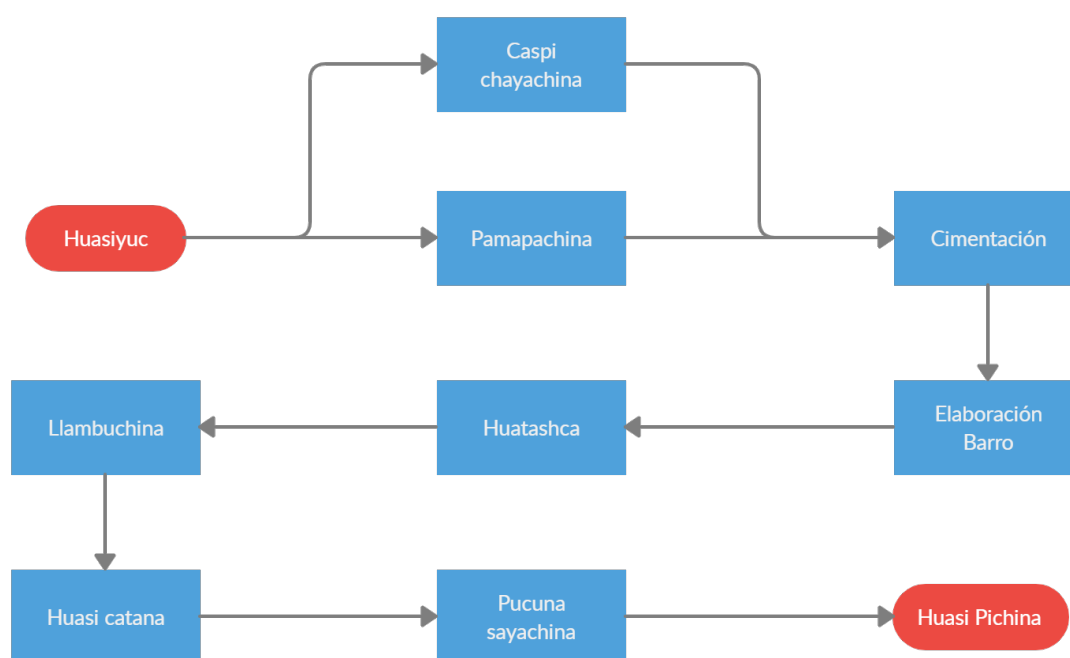 Caspi
chayachina
Huasiyuc
Pamapachina
Cimentación
Elaboración
Barro
Huatashca
Llambuchina
Huasi catana
Pucuna
sayachina
Huasi Pichina